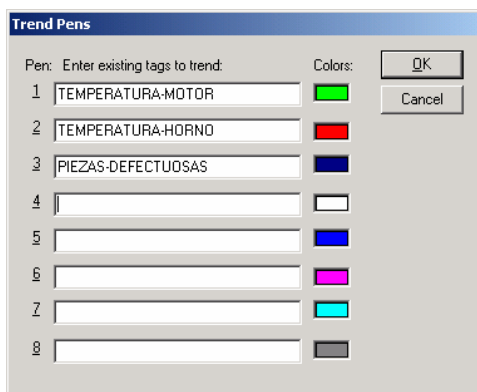 Trend Pens
Pen: Enter existing tags to trend: Colors:
OK
1 TEMPERATURA-MOTOR
Cancel
2 TEMPERATURA-HORNO
3 PIEZAS-DEFECTUOSAS
4
5
6
7
8